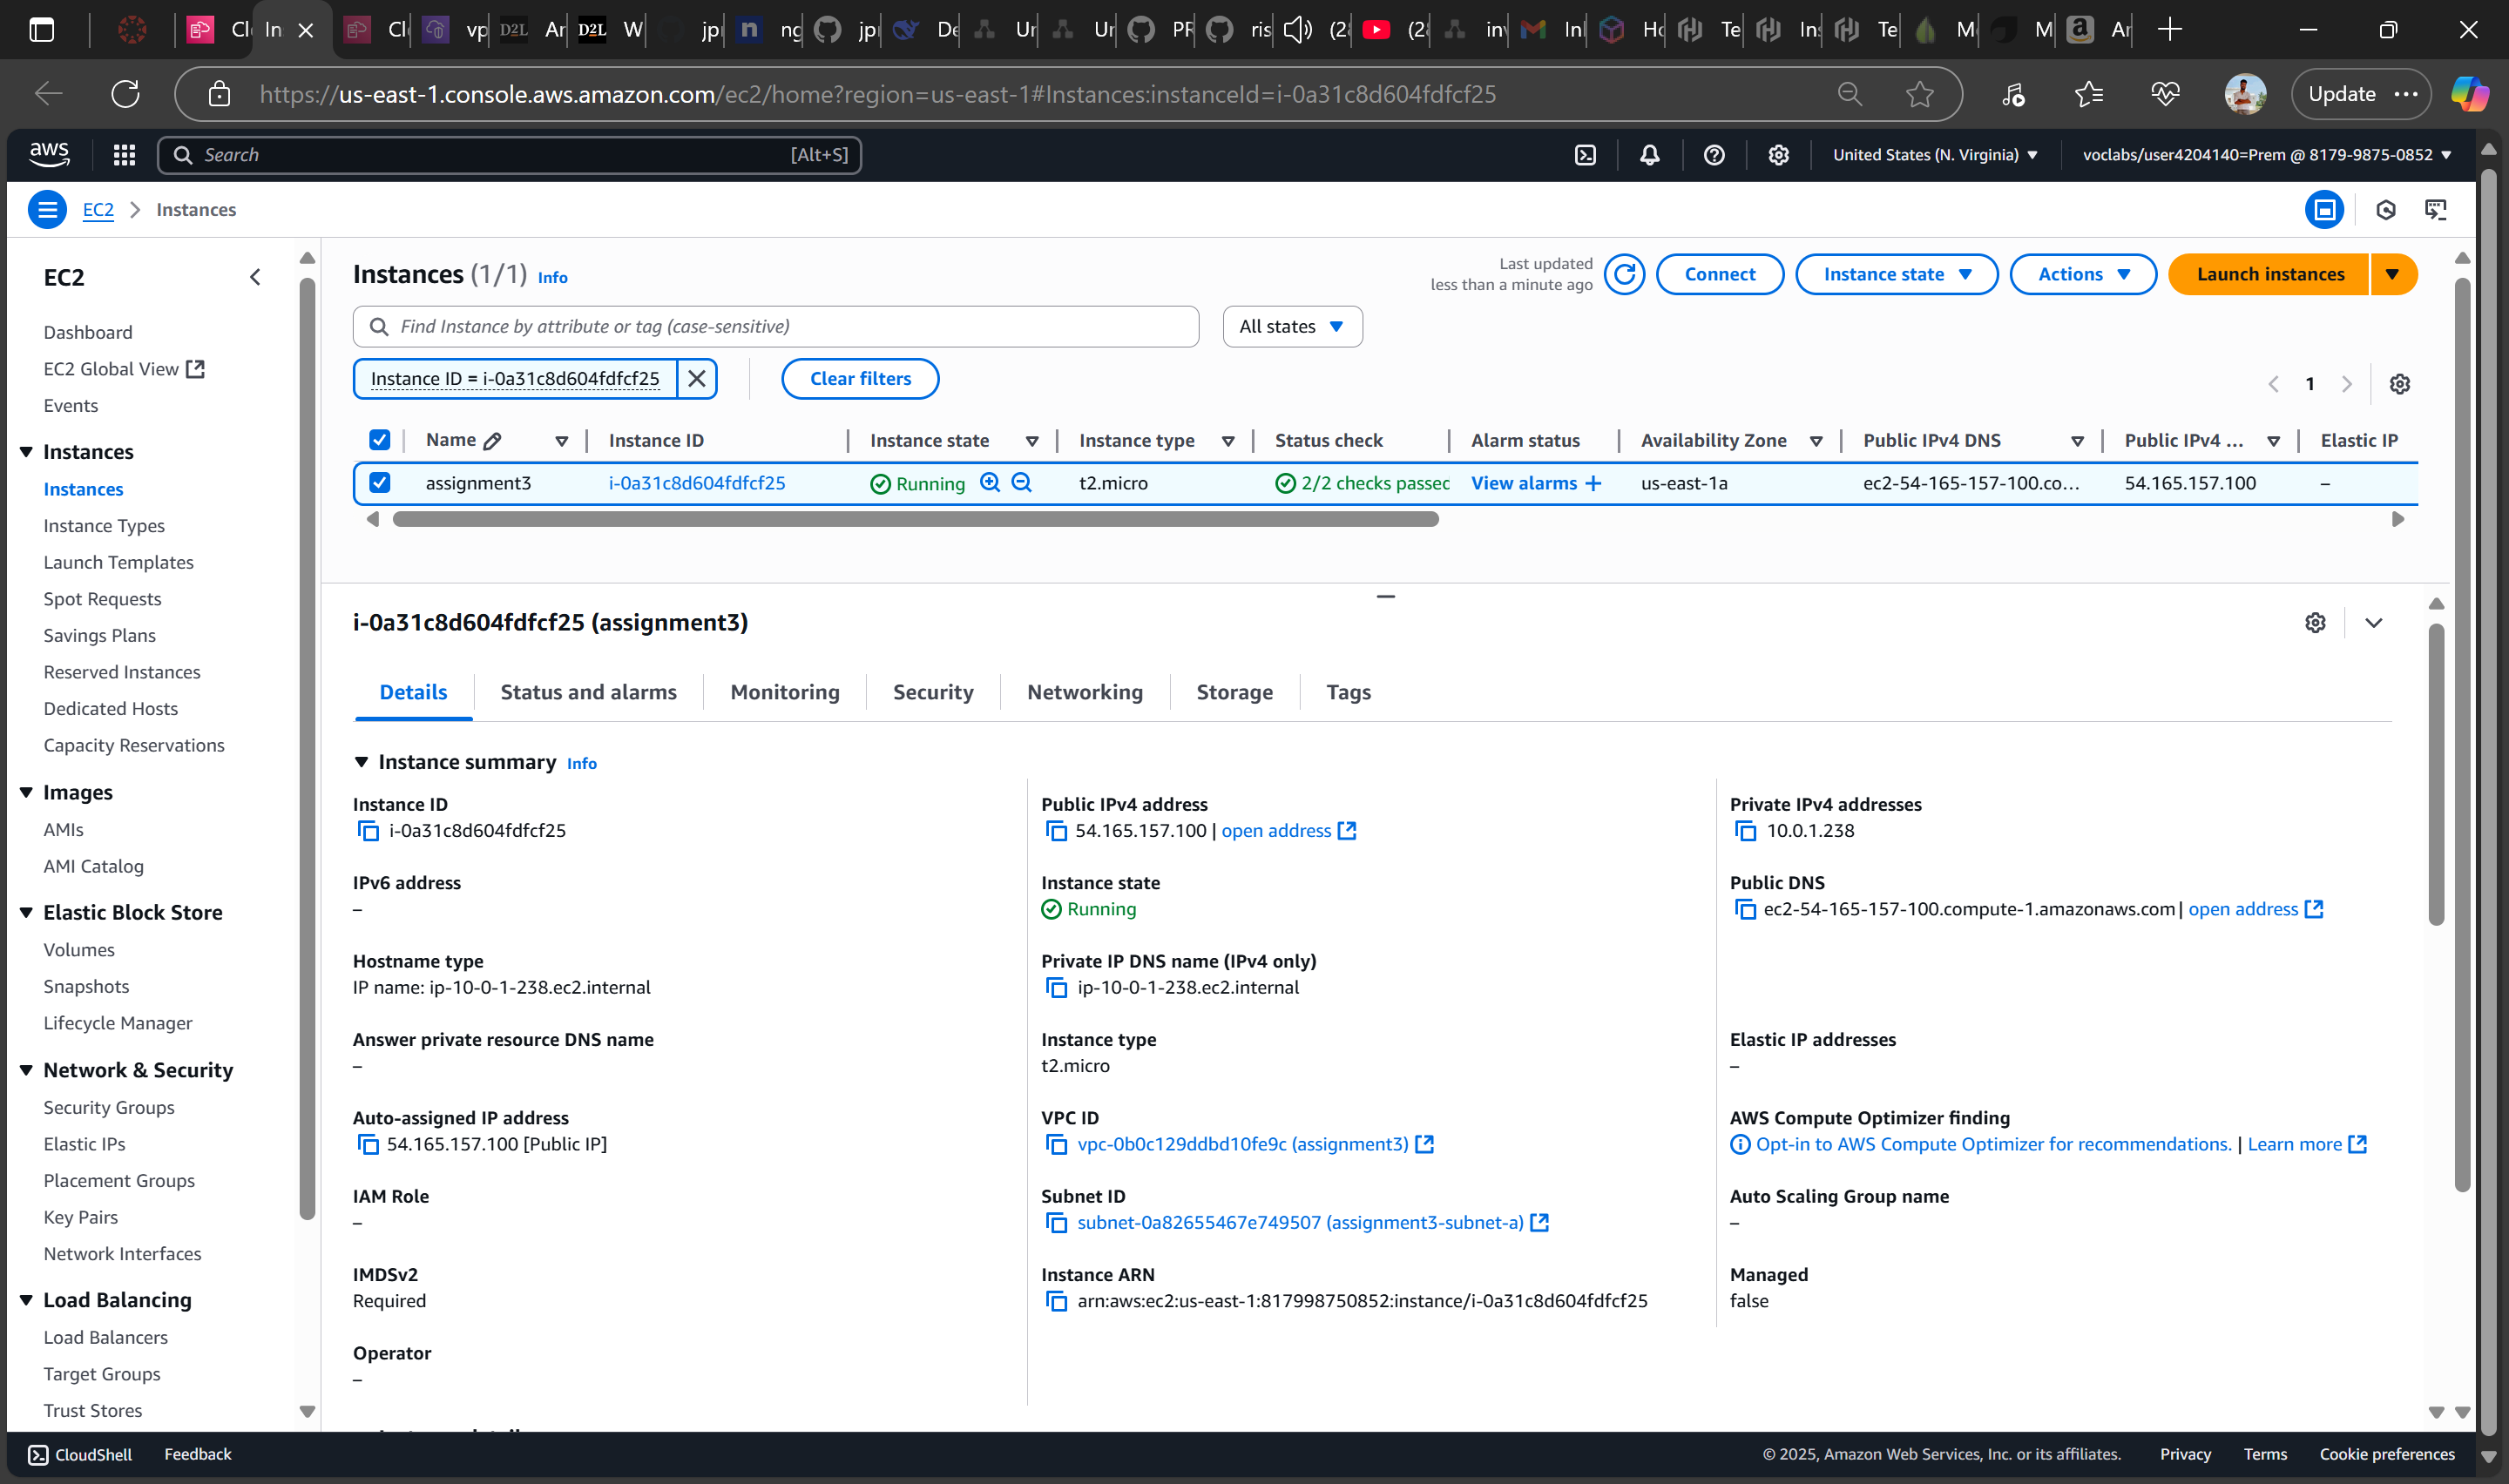 Cl
In
Cl
vp
D2L Ar
D2L W
jp
n ng
jp
De
Ur
Ur
PR
ris
(2
(2
in
In
Ho
Te
In
Te
M
M
Ar
https://us-east-1.console.aws.amazon.com/ec2/home?region=us-east-1#Instances:instanceId=i-0a31c8d604fdfcf25
Update
aws
Search [Alt+S]
United States (N. Virginia)
voclabs/user4204140=Prem @ 8179-9875-0852
EC2
Instances
EC2
Dashboard
EC2 Global View
Events
Instances
Instances
Instance Types
Launch Templates
Spot Requests
Savings Plans
Reserved Instances
Dedicated Hosts
Capacity Reservations
Images
AMIs
AMI Catalog
Elastic Block Store
Volumes
Snapshots
Lifecycle Manager
Network & Security
Security Groups
Elastic IPs
Placement Groups
Key Pairs
Network Interfaces
Load Balancing
Load Balancers
Target Groups
Trust Stores
Instances (1/1) Info
Last updated
less than a minute ago
Connect
Instance state
Actions
Launch instances
Find Instance by attribute or tag (case-sensitive)
All states
Instance ID = i-0a31c8d604fdfcf25
Clear filters
1
Name Instance ID Instance state Instance type Status check Alarm status Availability Zone Public IPv4 DNS Public IPv4 ... Elastic IP
assignment3 i-0a31c8d604fdfcf25 Running t2.micro 2/2 checks passec View alarms + us-east-1a ec2-54-165-157-100.co... 54.165.157.100 –
i-0a31c8d604fdfcf25 (assignment3)
Details Status and alarms Monitoring Security Networking Storage Tags
Instance summary Info
Instance ID
i-0a31c8d604fdfcf25
Public IPv4 address
54.165.157.100 | open address
Private IPv4 addresses
10.0.1.238
IPv6 address
–
Instance state
Running
Public DNS
ec2-54-165-157-100.compute-1.amazonaws.com | open address
Hostname type
IP name: ip-10-0-1-238.ec2.internal
Private IP DNS name (IPv4 only)
ip-10-0-1-238.ec2.internal
Answer private resource DNS name
–
Instance type
t2.micro
Elastic IP addresses
–
Auto-assigned IP address
54.165.157.100 [Public IP]
VPC ID
vpc-0b0c129ddbd10fe9c (assignment3)
AWS Compute Optimizer finding
Opt-in to AWS Compute Optimizer for recommendations. | Learn more
IAM Role
–
Subnet ID
subnet-0a82655467e749507 (assignment3-subnet-a)
Auto Scaling Group name
–
IMDSv2
Required
Instance ARN
arn:aws:ec2:us-east-1:817998750852:instance/i-0a31c8d604fdfcf25
Managed
false
Operator
–
CloudShell
Feedback
© 2025, Amazon Web Services, Inc. or its affiliates.
Privacy
Terms
Cookie preferences